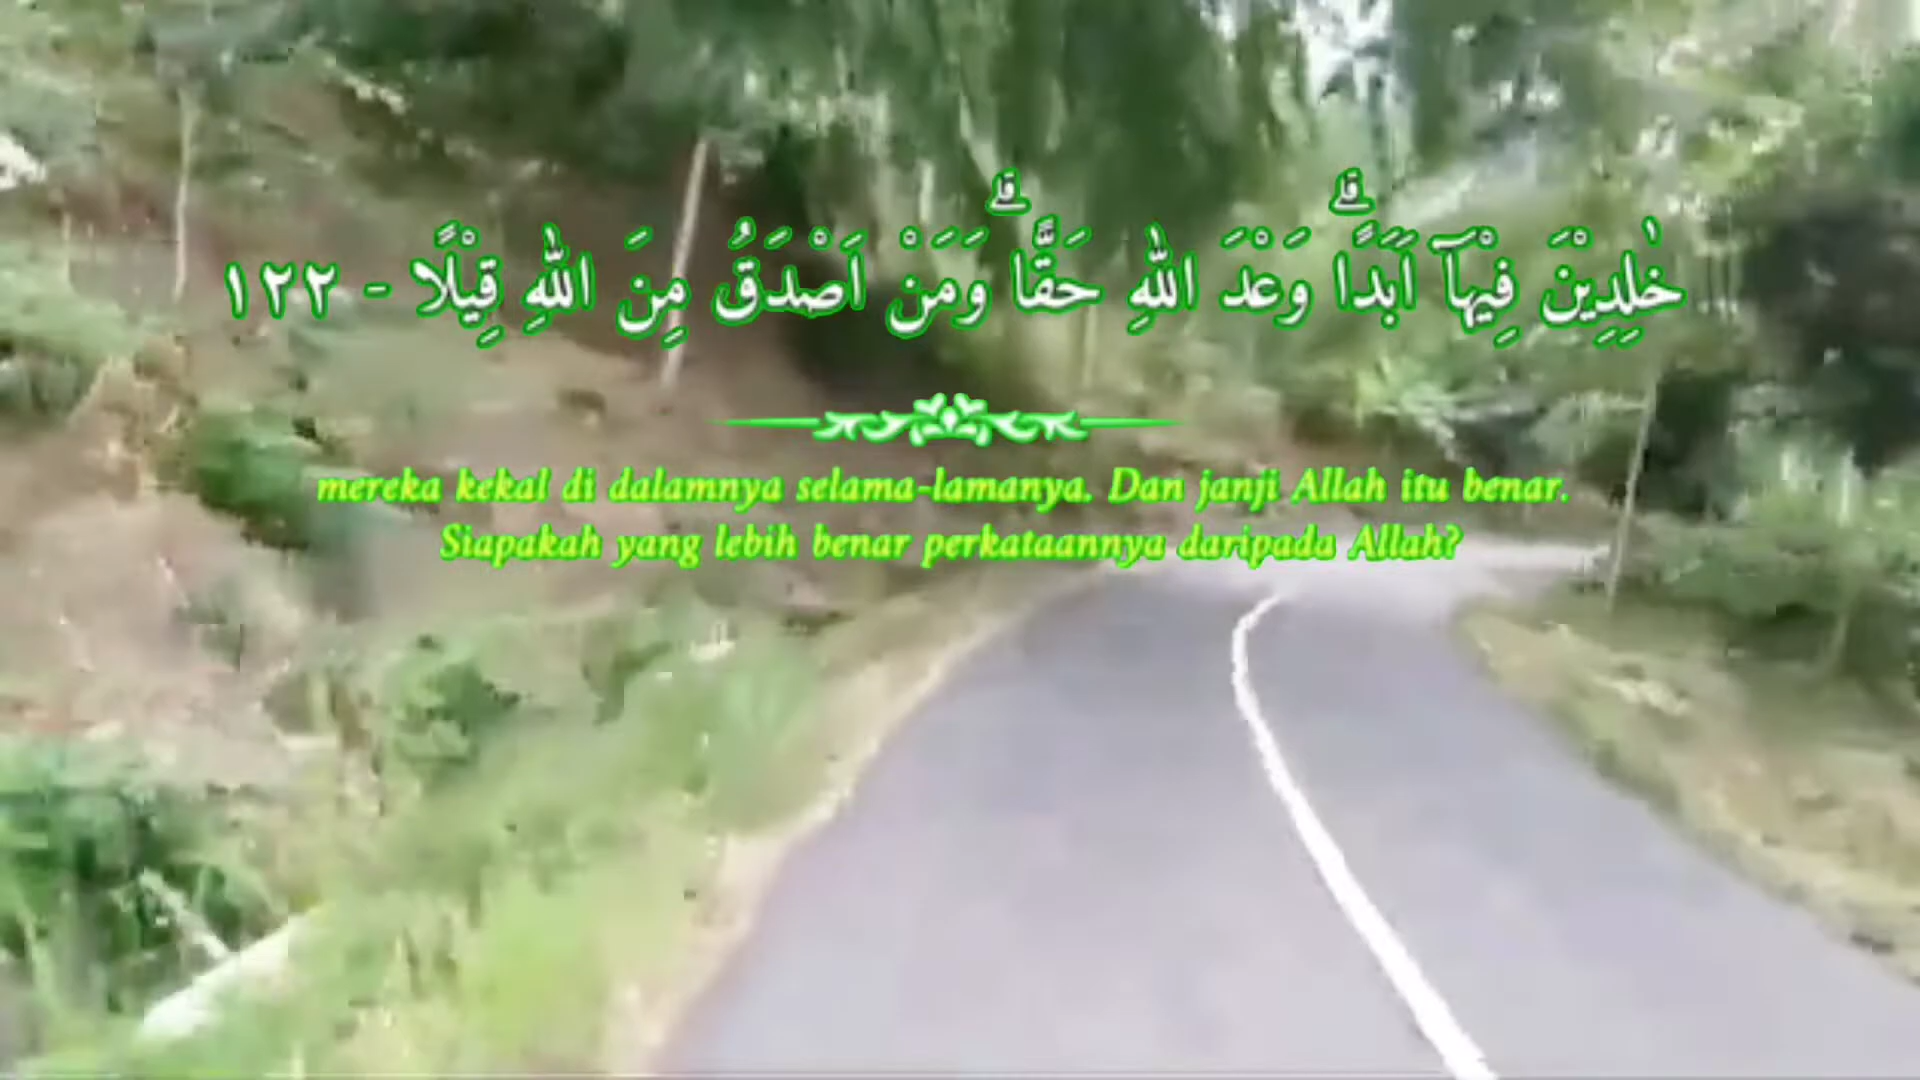 خٰلِدِيْنَ فِيْهَآ اَبَدًاۗ وَعْدَ اللّٰهِ حَقًّاۗ وَمَنْ اَصْدَقُ مِنَ اللّٰهِ قِيْلًا - ١٢٢
mereka kekal di dalamnya selama-lamanya. Dan janji Allah itu benar.
Siapakah yang lebih benar perkataannya daripada Allah?